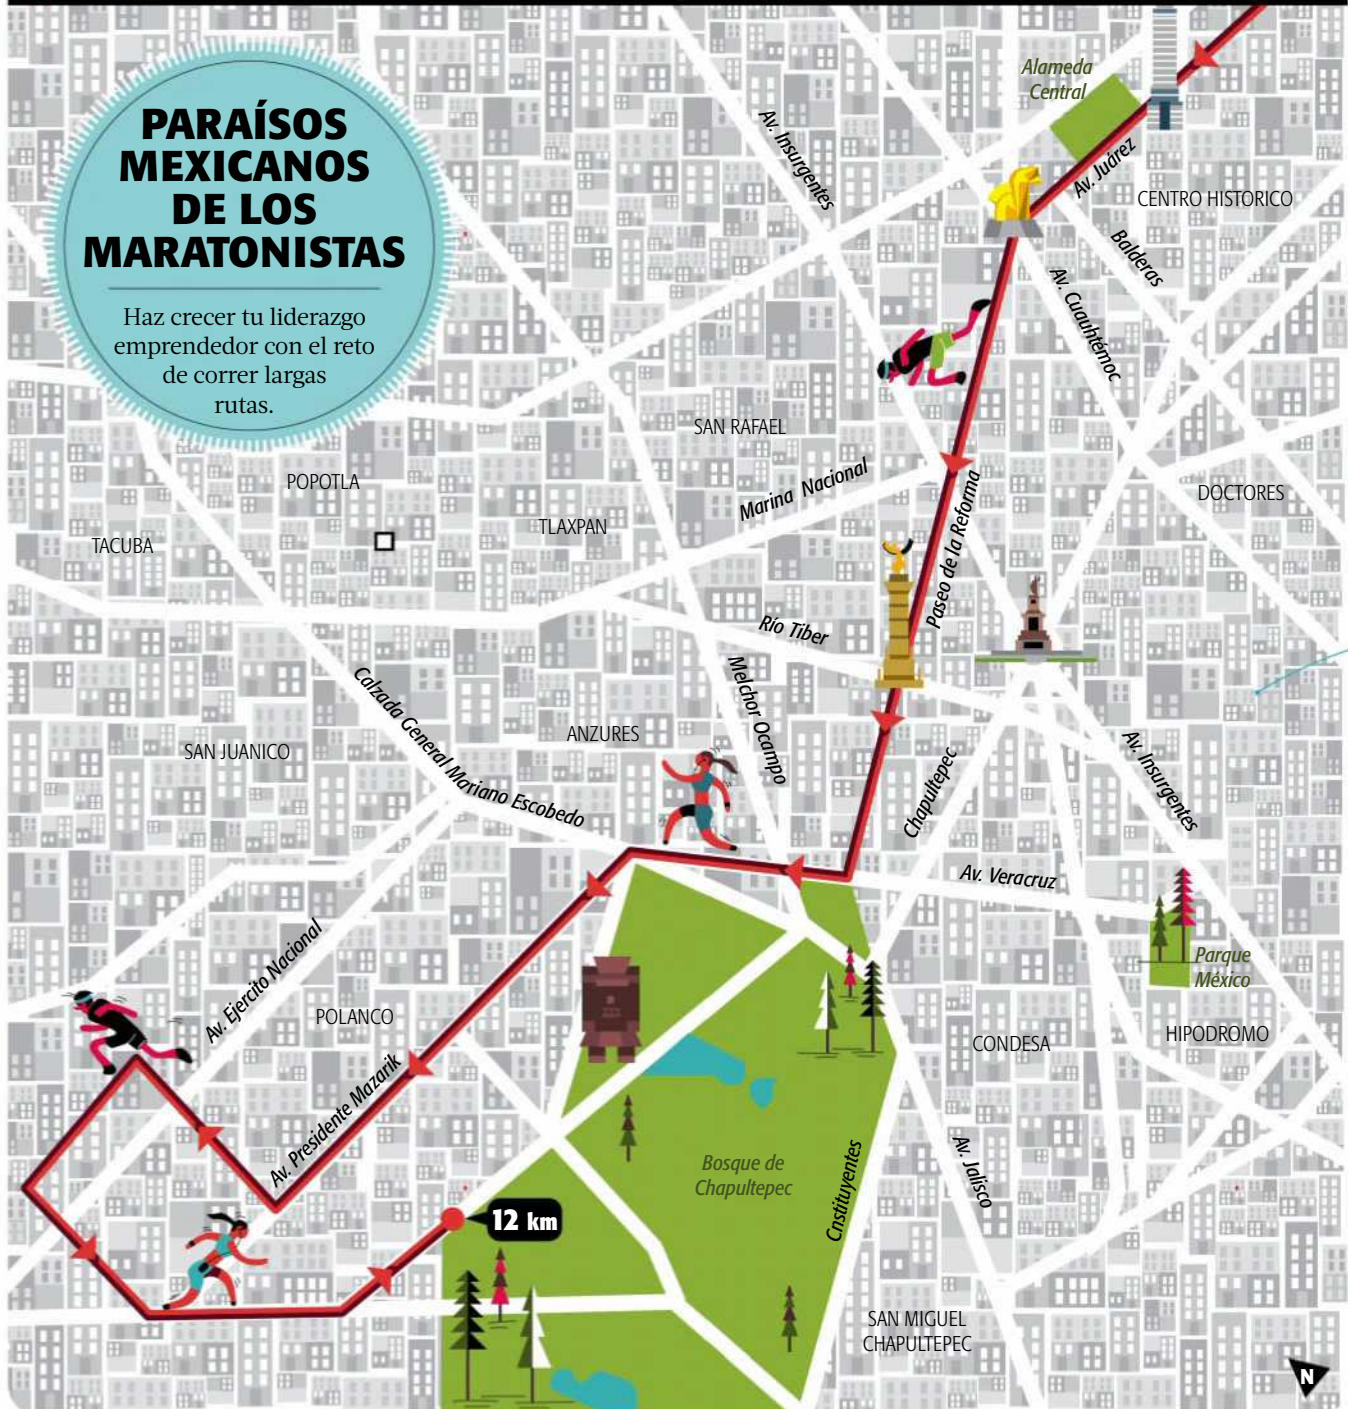 PARAÍSOS
MEXICANOS
DE LOS
MARATONISTAS
Haz crecer tu liderazgo
emprendedor con el reto
de correr largas
rutas.
Alameda
Central
Av. Insurgentes
Av. Juárez
CENTRO HISTORICO
Balderas
Av. Cuauhtémoc
SAN RAFAEL
POPOTLA
Marina Nacional
DOCTORES
TLAXPAN
TACUBA
Paseo de la Reforma
Río Tiber
Melchor Ocampo
Calzada General Mariano Escobedo
ANZURES
SAN JUANICO
Chapultepec
Av. Insurgentes
Av. Veracruz
Parque
México
Av. Ejercito Nacional
POLANCO
CONDESA
HIPODROMO
Av. Presidente Mazarik
Bosque de
Chapultepec
Cnstituyentes
Av. Jalisco
12 km
SAN MIGUEL
CHAPULTEPEC
N